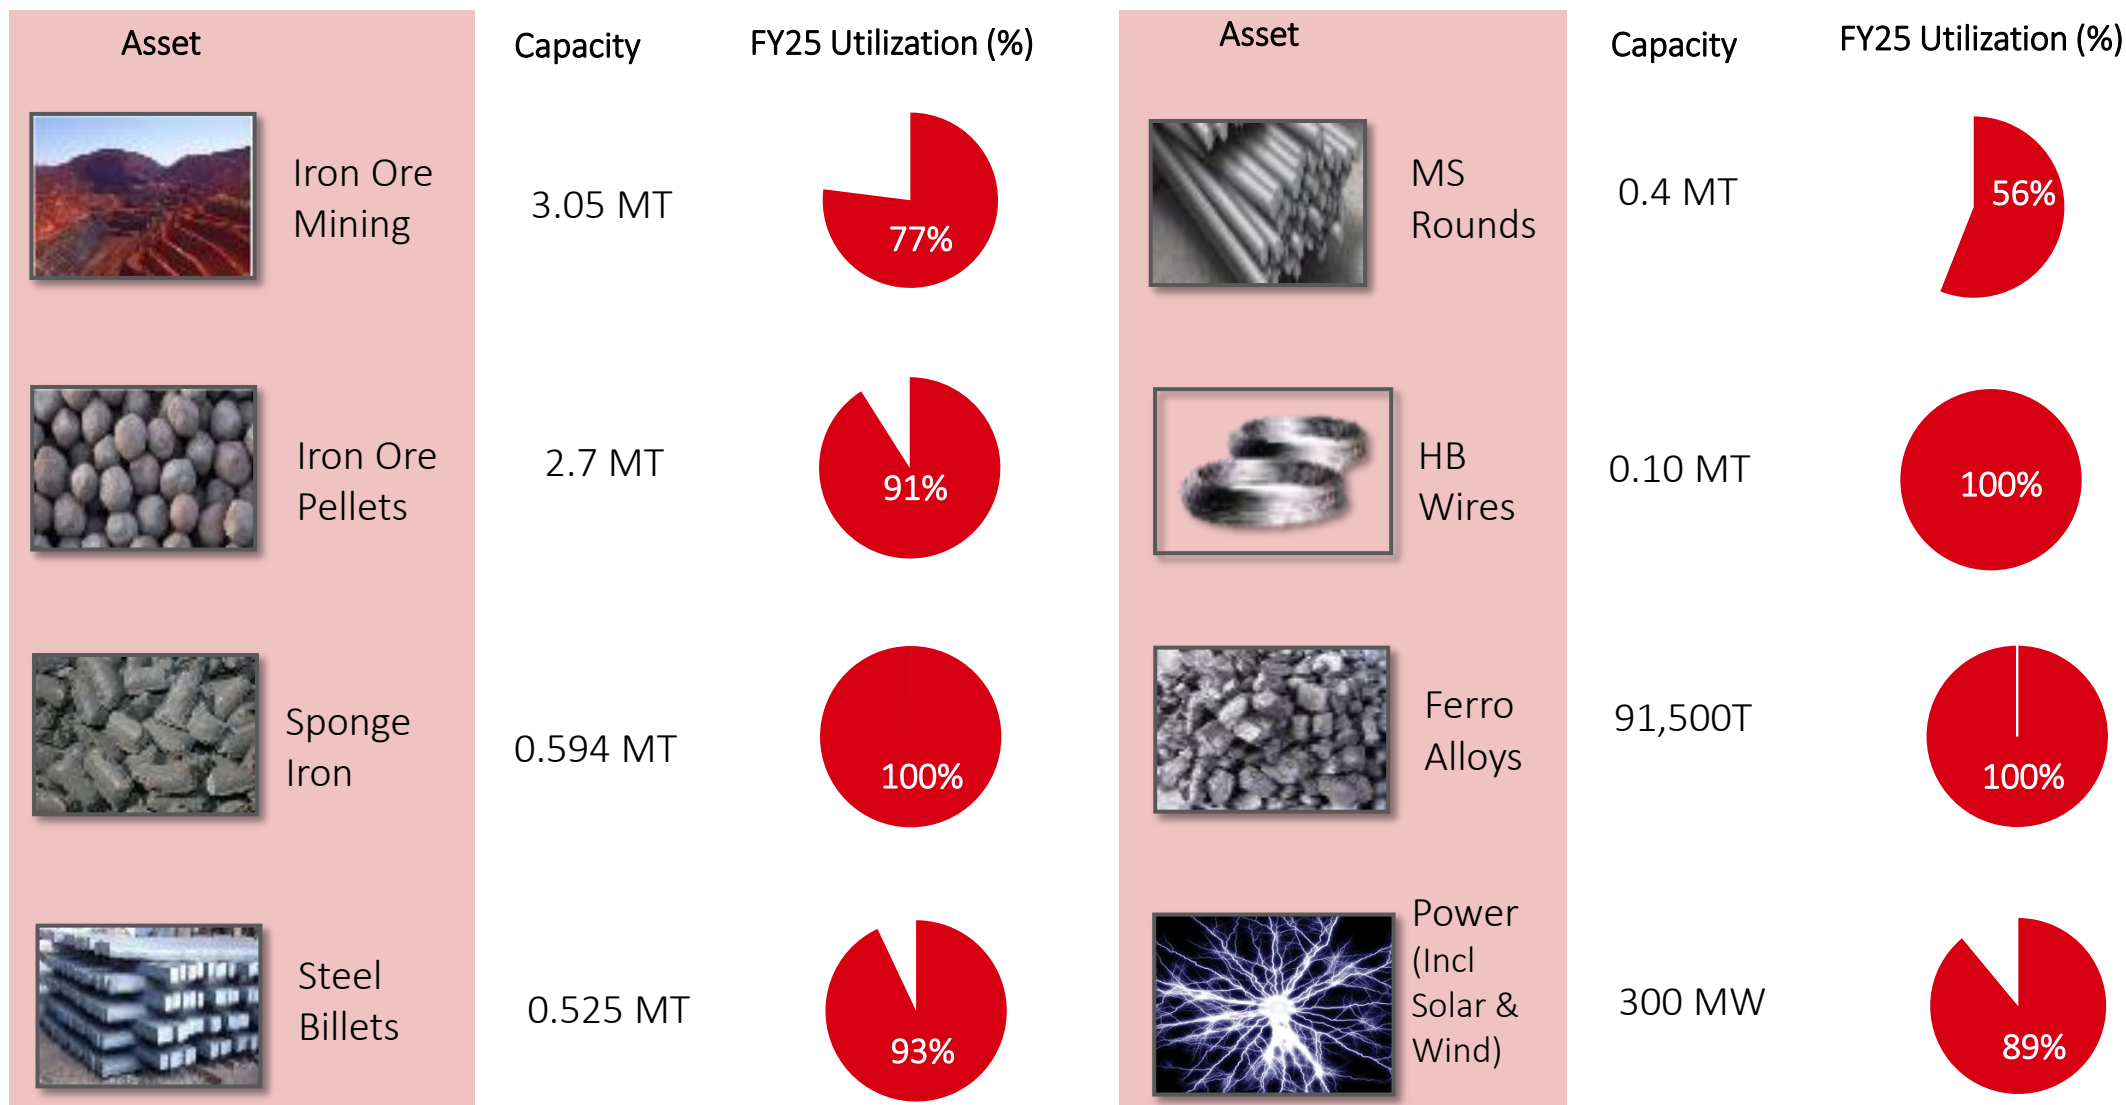 Asset
Capacity
FY25 Utilization (%)
Iron Ore
Mining
3.05 MT
77%
Iron Ore
Pellets
2.7 MT
91%
Sponge
Iron
0.594 MT
100%
Steel
Billets
0.525 MT
93%
Asset
Capacity
FY25 Utilization (%)
MS
Rounds
0.4 MT
56%
HB
Wires
0.10 MT
100%
Ferro
Alloys
91,500T
100%
Power
(Incl
Solar &
Wind)
300 MW
89%